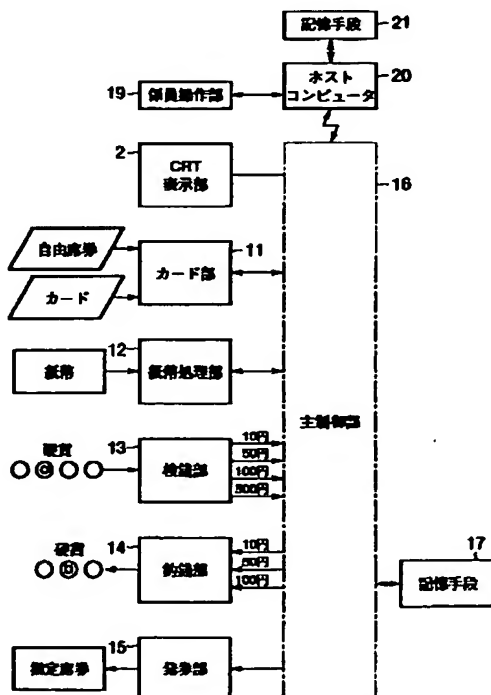 記憶手段
21
ホスト
コンピュータ
20
19
係員操作部
2
CRT
表示部
16
自由席券
カード
11
カード部
12
紙幣
紙幣処理部
主制御部
硬貨
13
検銭部
10円
50円
100円
500円
硬貨
14
釣銭部
10円
50円
100円
17
記憶手段
15
指定席券
発券部